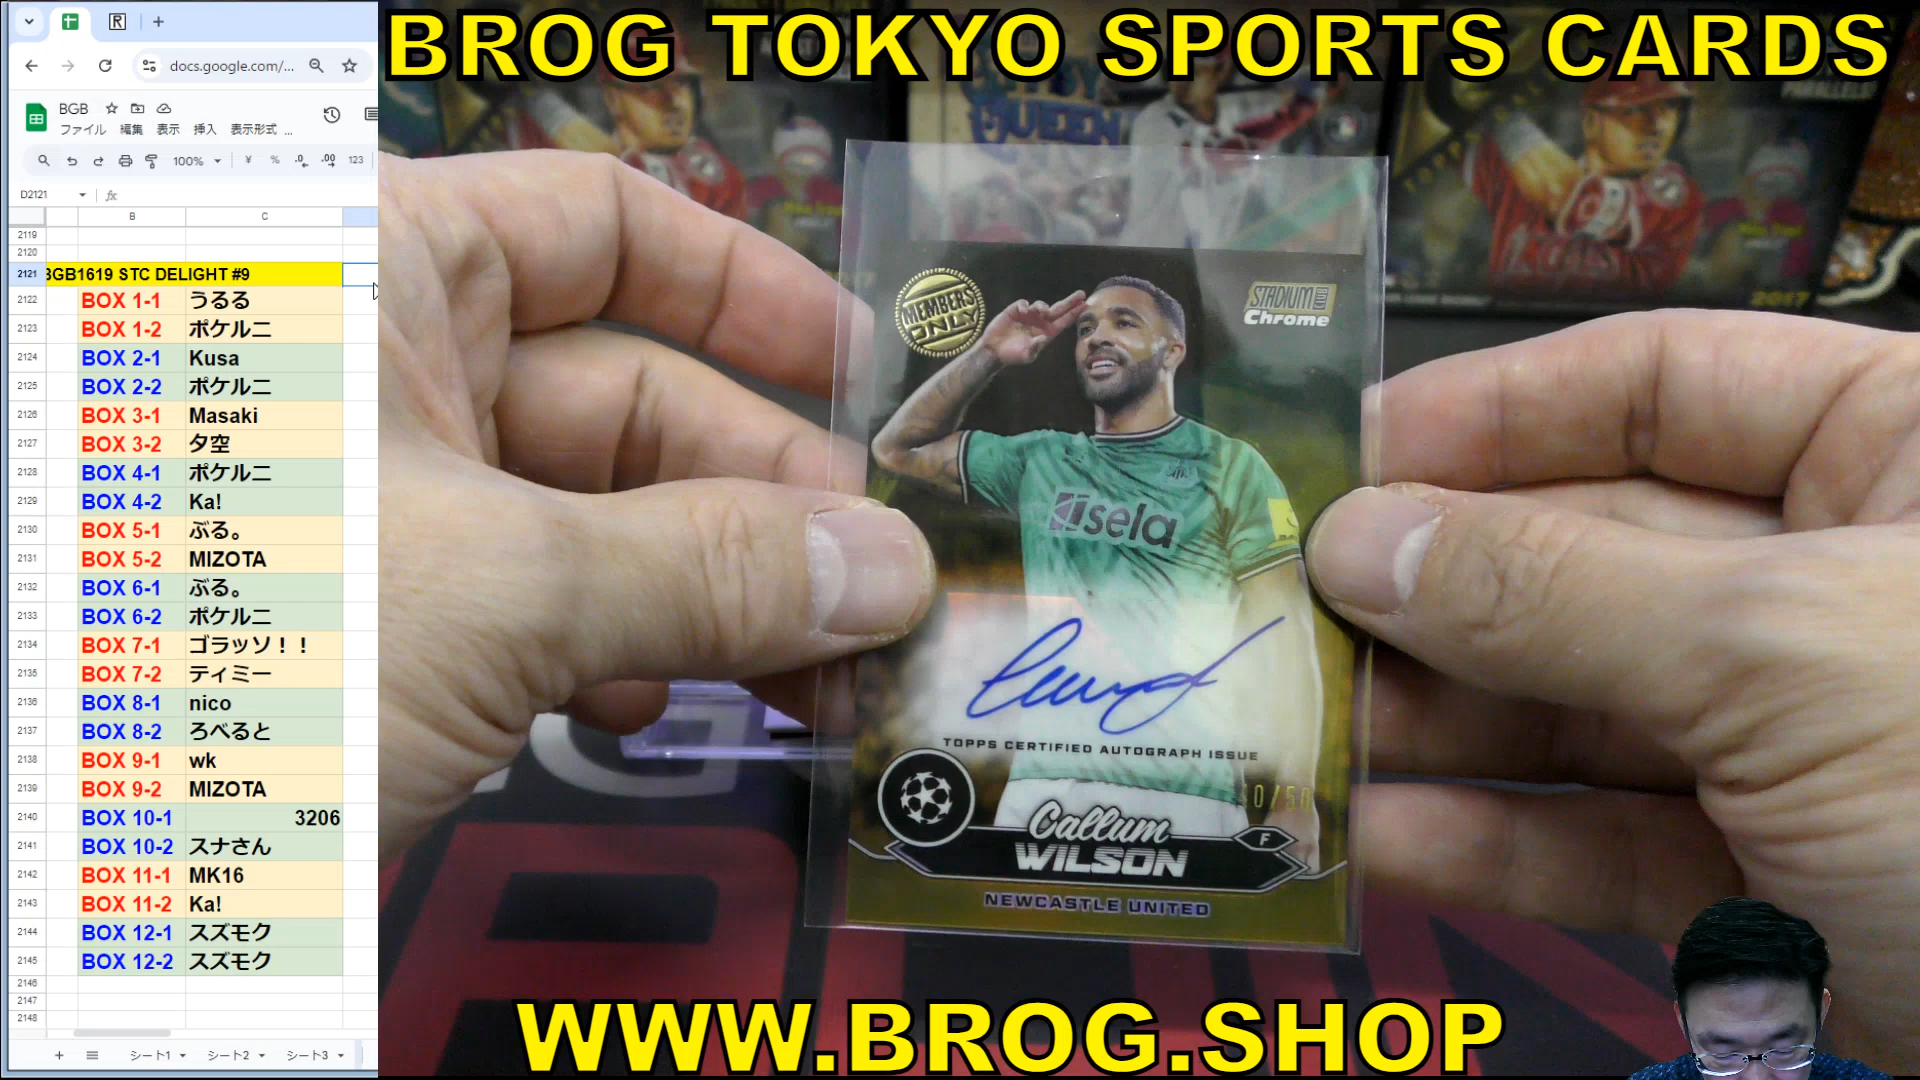 BROG TOKYO SPORTS CARDS
docs.google.com/...
BGB
ファイル 編集 表示 挿入 表示形式 ...
100% ¥ % .0 .00 123
D2121 fx
B C
2119
2120
2121 BGB1619 STC DELIGHT #9
2122 BOX 1-1 うるる
2123 BOX 1-2 ポケルニ
2124 BOX 2-1 Kusa
2125 BOX 2-2 ポケルニ
2126 BOX 3-1 Masaki
2127 BOX 3-2 夕空
2128 BOX 4-1 ポケルニ
2129 BOX 4-2 Ka!
2130 BOX 5-1 ぶる。
2131 BOX 5-2 MIZOTA
2132 BOX 6-1 ぶる。
2133 BOX 6-2 ポケルニ
2134 BOX 7-1 ゴラッソ！！
2135 BOX 7-2 ティミー
2136 BOX 8-1 nico
2137 BOX 8-2 ろべると
2138 BOX 9-1 wk
2139 BOX 9-2 MIZOTA
2140 BOX 10-1 3206
2141 BOX 10-2 スナさん
2142 BOX 11-1 MK16
2143 BOX 11-2 Ka!
2144 BOX 12-1 スズモク
2145 BOX 12-2 スズモク
2146
2147
2148
シート1 シート2 シート3
MEMBERS
ONLY
STADIUM
Chrome
sela
TOPPS CERTIFIED AUTOGRAPH ISSUE
0/50
Callum
WILSON
F
NEWCASTLE UNITED
QUEEN
PARALLELS
2017
WWW.BROG.SHOP